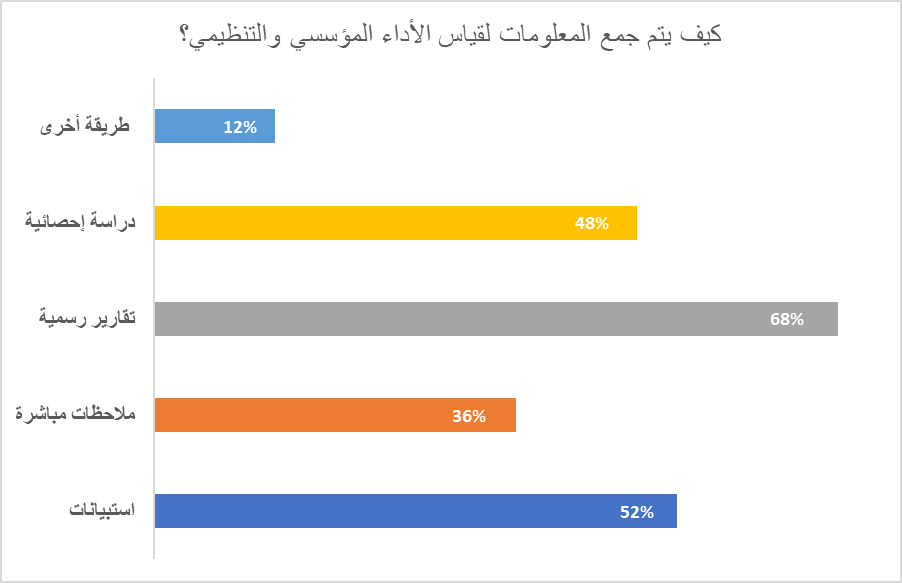 كيف يتم جمع المعلومات لقياس الأداء المؤسسي والتنظيمي؟
طريقة أخرى
12%
دراسة إحصائية
48%
تقارير رسمية
68%
ملاحظات مباشرة
36%
استبيانات
52%